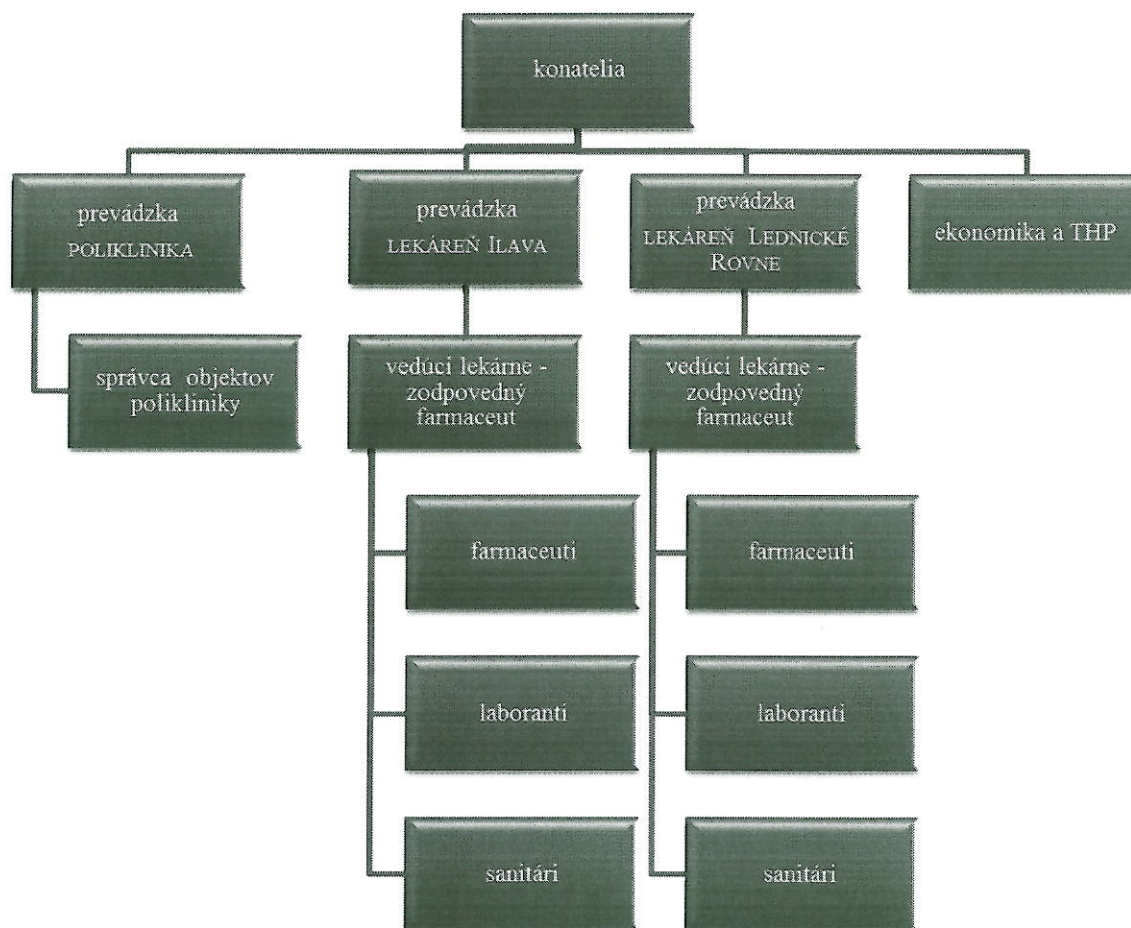 konatelia
prevádzka
POLIKLINIKA
prevádzka
LEKÁREŇ ILAVA
prevádzka
LEKÁREŇ LEDNICKÉ
ROVNE
ekonomika a THP
správca objektov
polikliniky
vedúci lekárne -
zodpovedný
farmaceut
vedúci lekárne -
zodpovedný
farmaceut
farmaceuti
farmaceuti
laboranti
laboranti
sanitári
sanitári